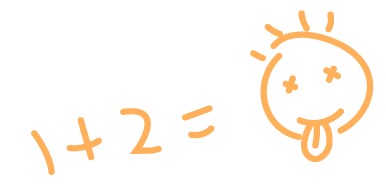 1 + 2 =